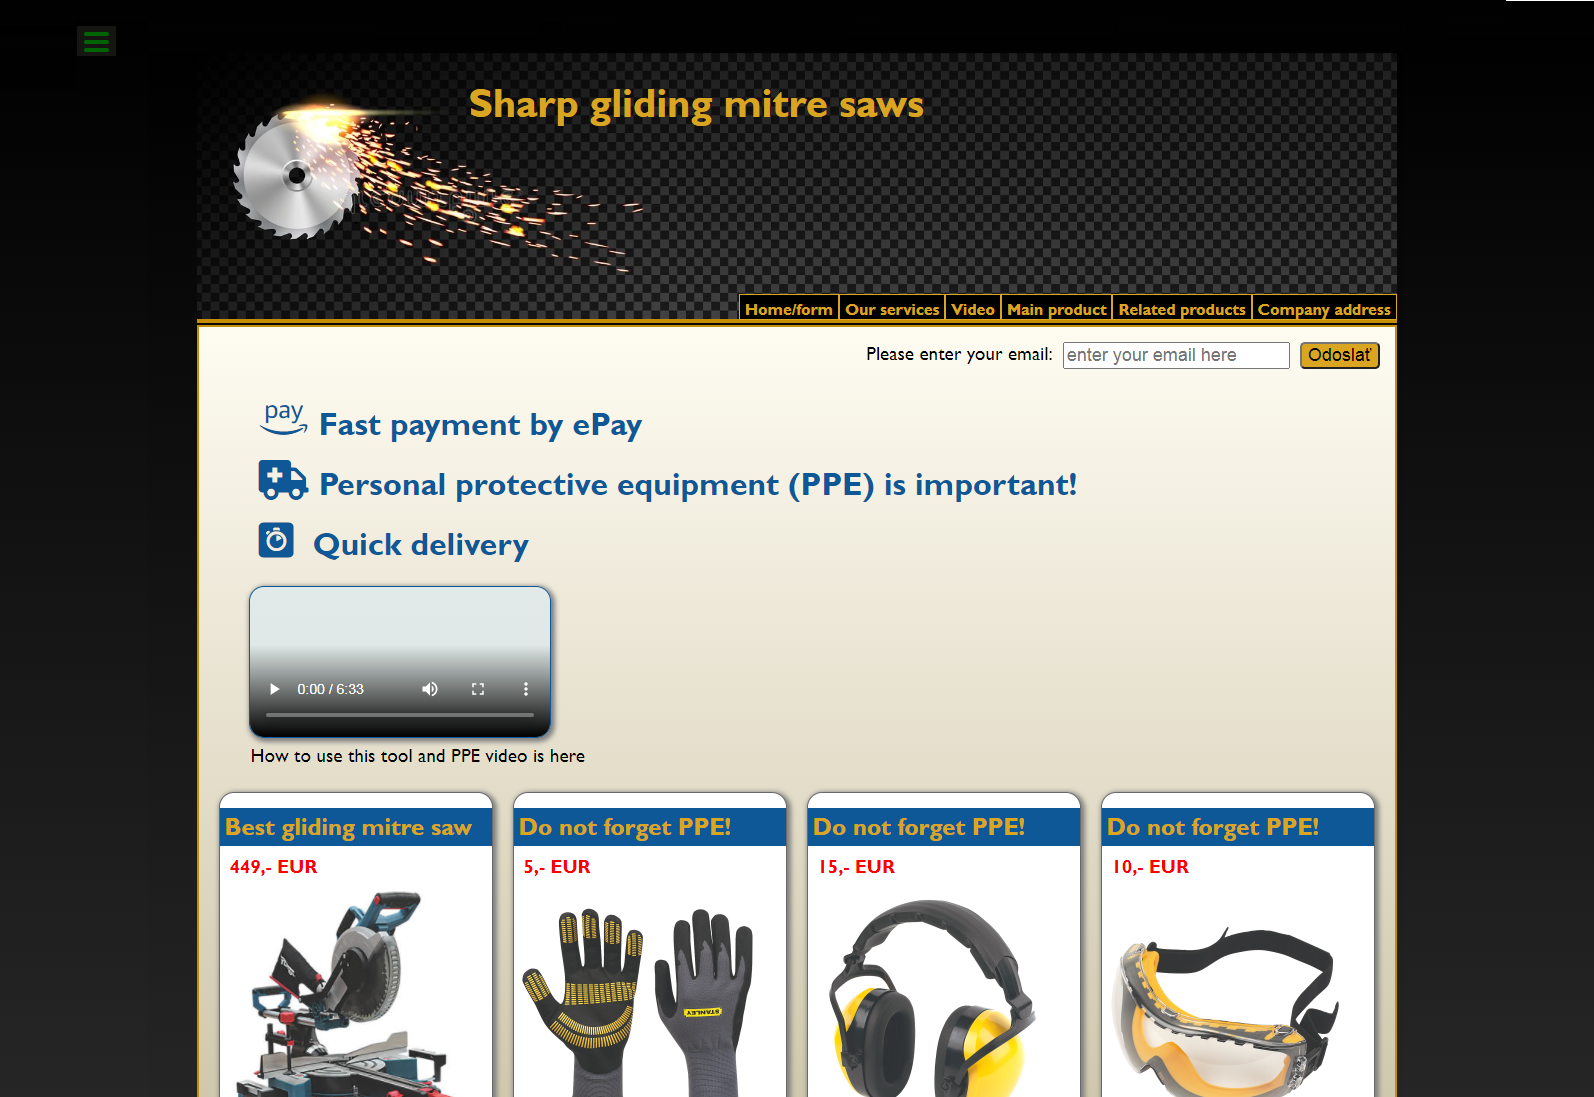 Sharp gliding mitre saws
Home/form Our services Video Main product Related products Company address
Please enter your email: enter your email here Odoslať
pay Fast payment by ePay
Personal protective equipment (PPE) is important!
Quick delivery
0:00 / 6:33
How to use this tool and PPE video is here
Best gliding mitre saw Do not forget PPE! Do not forget PPE! Do not forget PPE!
449,- EUR 5,- EUR 15,- EUR 10,- EUR
STANLEY